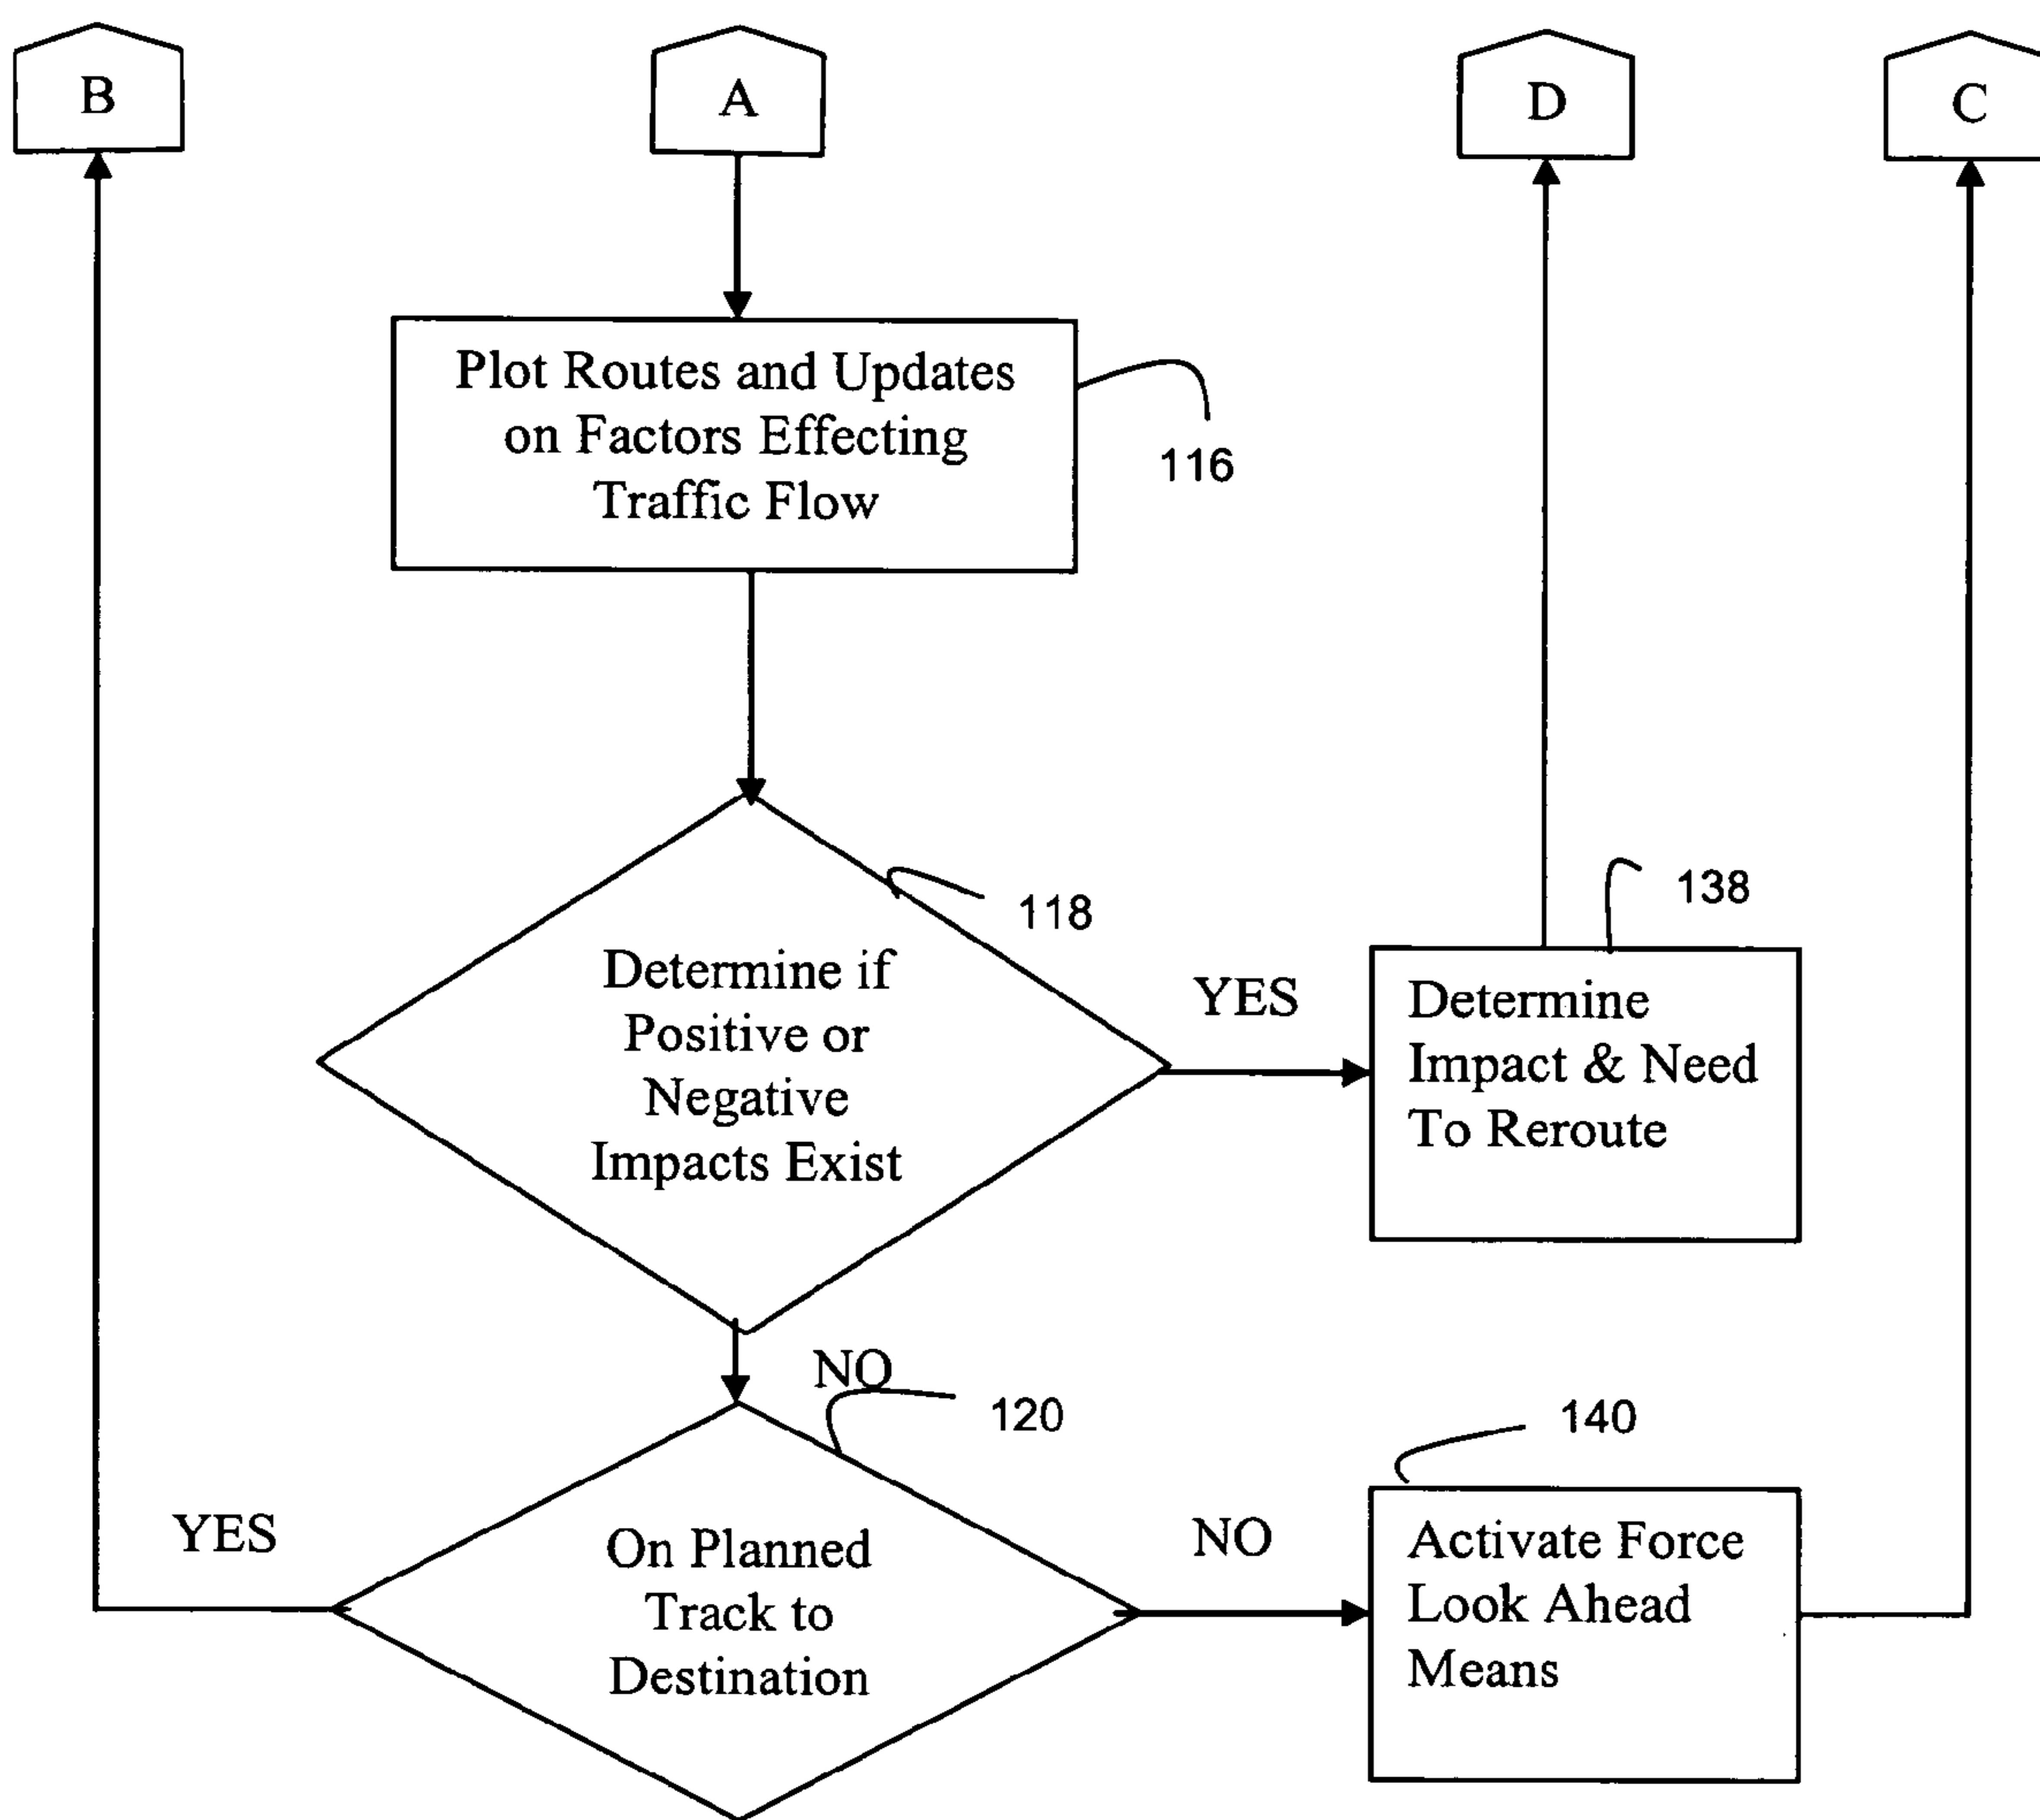 B
A
D
C
Plot Routes and Updates
on Factors Effecting
Traffic Flow
116
118
Determine if
Positive or
Negative
Impacts Exist
YES
138
Determine
Impact & Need
To Reroute
NO
120
On Planned
Track to
Destination
YES
NO
140
Activate Force
Look Ahead
Means